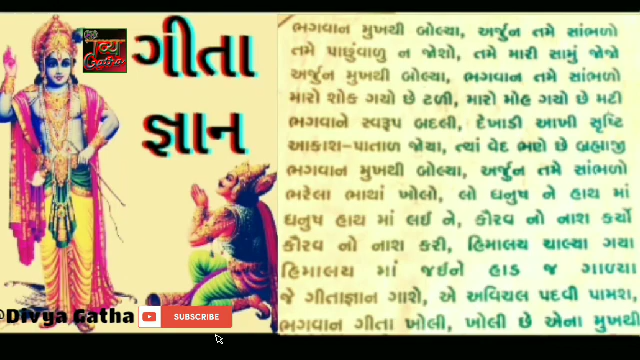 દિવ્ય
Gatha
ગીતા
જ્ઞાન
@Divya Gatha
SUBSCRIBE
ભગવાન મુખથી બોલ્યા, અર્જુન તમે સાંભળો
તમે પાછુંવાળુ ન જોશો, તમે મારી સામું જોજો
અર્જુન મુખથી બોલ્યા, ભગવાન તમે સાંભળો
મારો શોક ગયો છે ટળી, મારો મોહ ગયો છે મટી
ભગવાને સ્વરૂપ બદલી, દેખાડી આખી સૃષ્ટિ
આકાશ-પાતાળ જોયા, ત્યાં વેદ ભણે છે બ્રહ્માજી
ભગવાન મુખથી બોલ્યા, અર્જુન તમે સાંભળો
ભરેલા ભાથાં ખોલો, લો ધનુષ ને હાથ માં
ધનુષ હાથ માં લઈ ને, કૌરવ નો નાશ કર્યો
કૌરવ નો નાશ કરી, હિમાલય ચાલ્યા ગયા
હિમાલય માં જઈને હાડ જ ગાળ્યા
જે ગીતાજ્ઞાન ગાશે, એ અવિચલ પદવી પામશે,
ભગવાન ગીતા ખોલી, ખોલી છે એના મુખથી